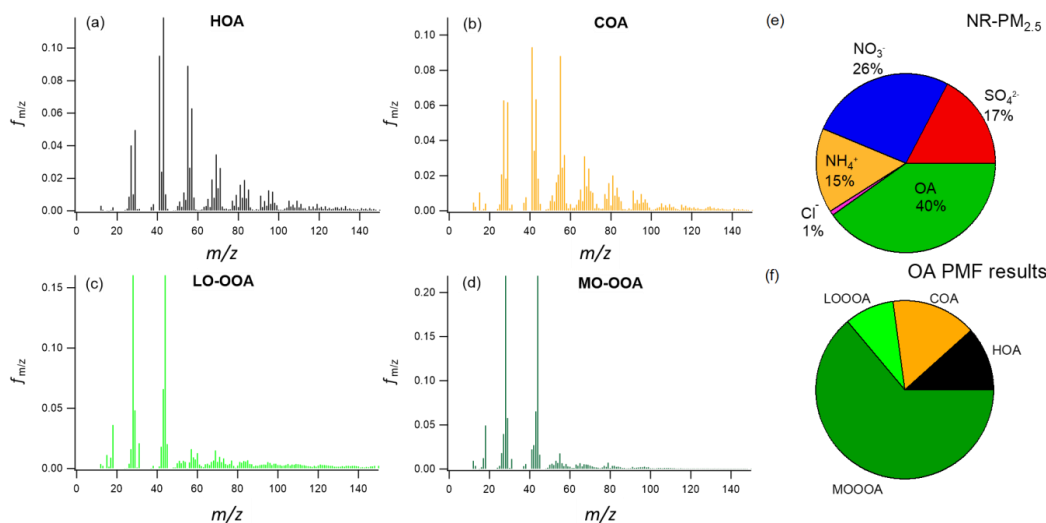 (a)
HOA
0.10
0.08
0.06
0.04
0.02
0.00
f m/z
0 20 40 60 80 100 120 140
m/z
(b)
COA
0.10
0.08
0.06
0.04
0.02
0.00
f m/z
0 20 40 60 80 100 120 140
m/z
(c)
LO-OOA
0.15
0.10
0.05
0.00
f m/z
0 20 40 60 80 100 120 140
m/z
(d)
MO-OOA
0.20
0.15
0.10
0.05
0.00
f m/z
0 20 40 60 80 100 120 140
m/z
(e)
NR-PM2.5
NO3-
26%
SO42-
17%
NH4+
15%
OA
40%
Cl-
1%
(f)
OA PMF results
LOOOA
COA
HOA
MOOOA